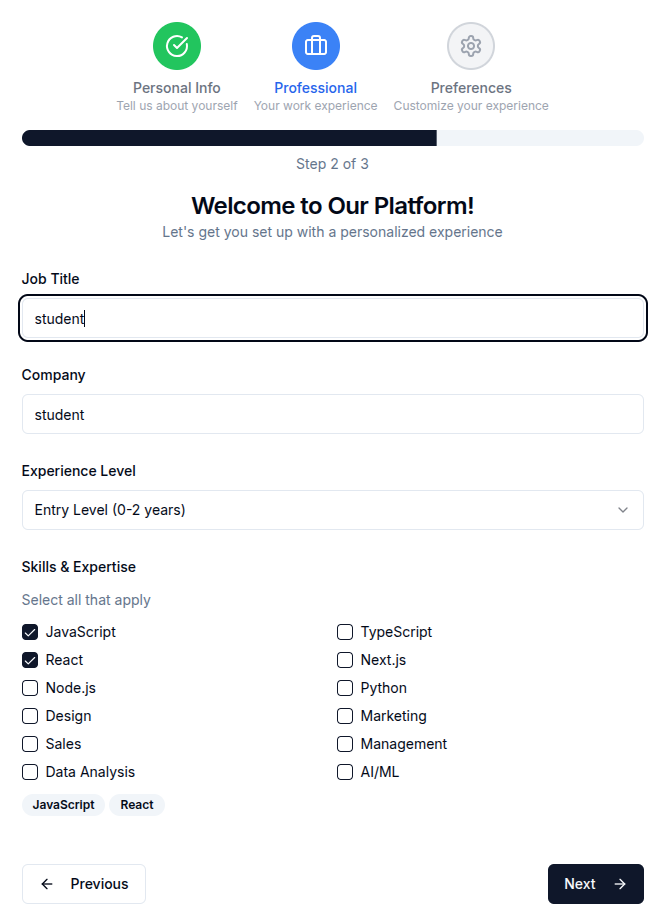 Personal Info Professional Preferences
Tell us about yourself Your work experience Customize your experience
Step 2 of 3
Welcome to Our Platform!
Let's get you set up with a personalized experience
Job Title
student
Company
student
Experience Level
Entry Level (0-2 years)
Skills & Expertise
Select all that apply
JavaScript TypeScript
React Next.js
Node.js Python
Design Marketing
Sales Management
Data Analysis AI/ML
JavaScript React
Previous Next